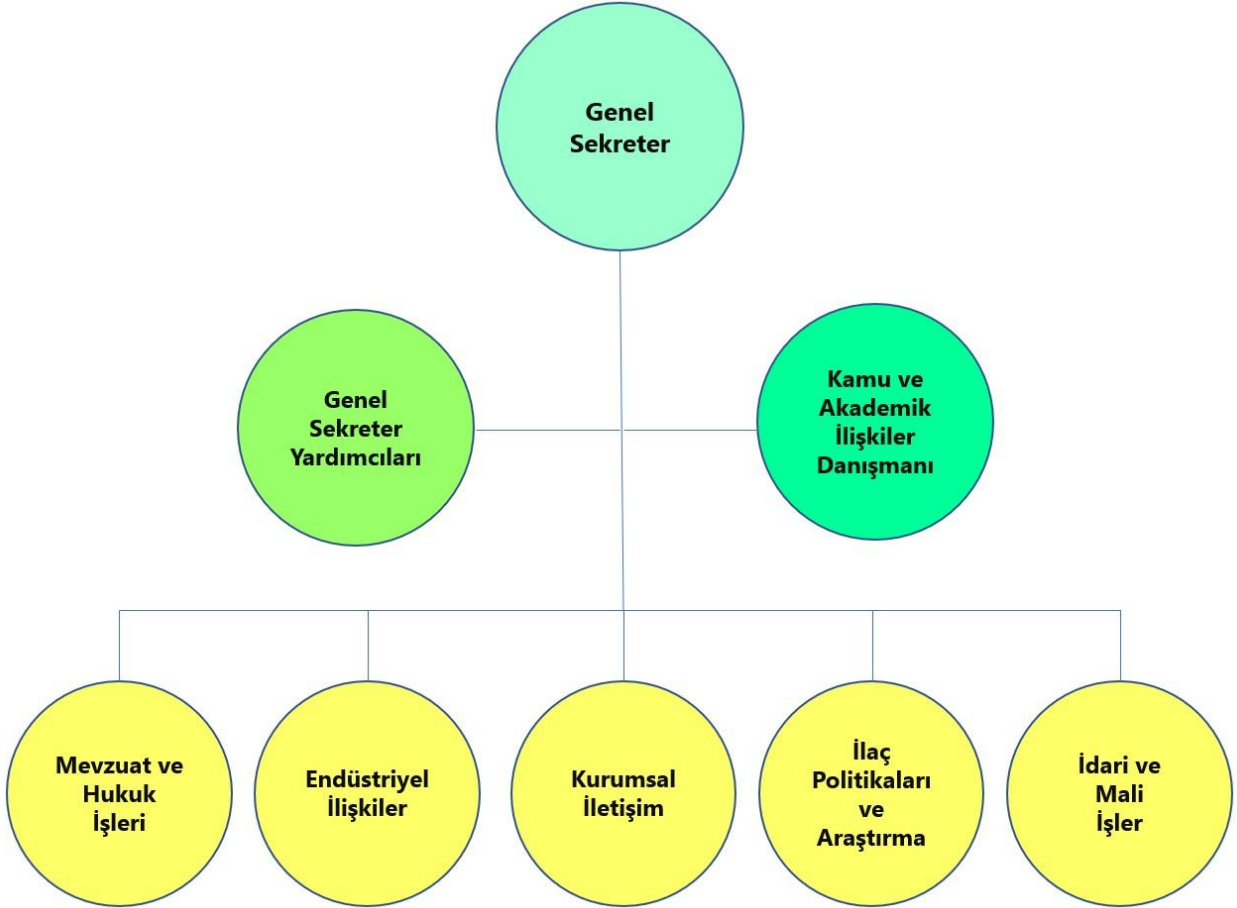 Genel
Sekreter
Genel
Sekreter
Yardımcıları
Kamu ve
Akademik
İlişkiler
Danışmanı
Mevzuat ve
Hukuk
İşleri
Endüstriyel
İlişkiler
Kurumsal
İletişim
İlaç
Politikaları
ve
Araştırma
İdari ve
Mali
İşler